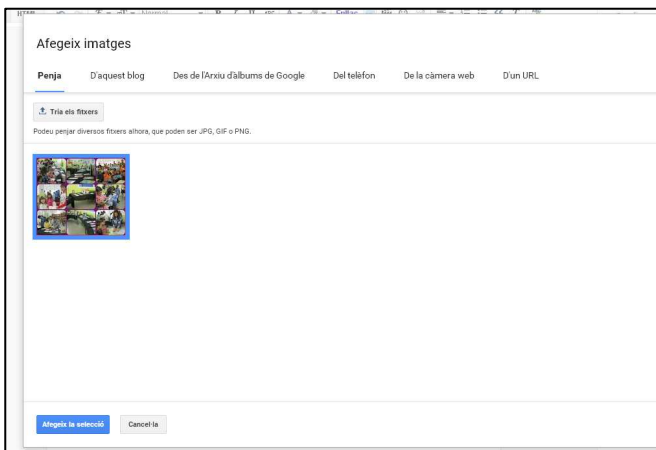 Afegeix imatges
Penja D'aquest blog Des de l'Arxiu d'àlbums de Google Del telèfon De la càmera web D'un URL
Tria els fitxers
Podeu penjar diversos fitxers alhora, que poden ser JPG, GIF o PNG.
Afegeix la selecció Cancel·la